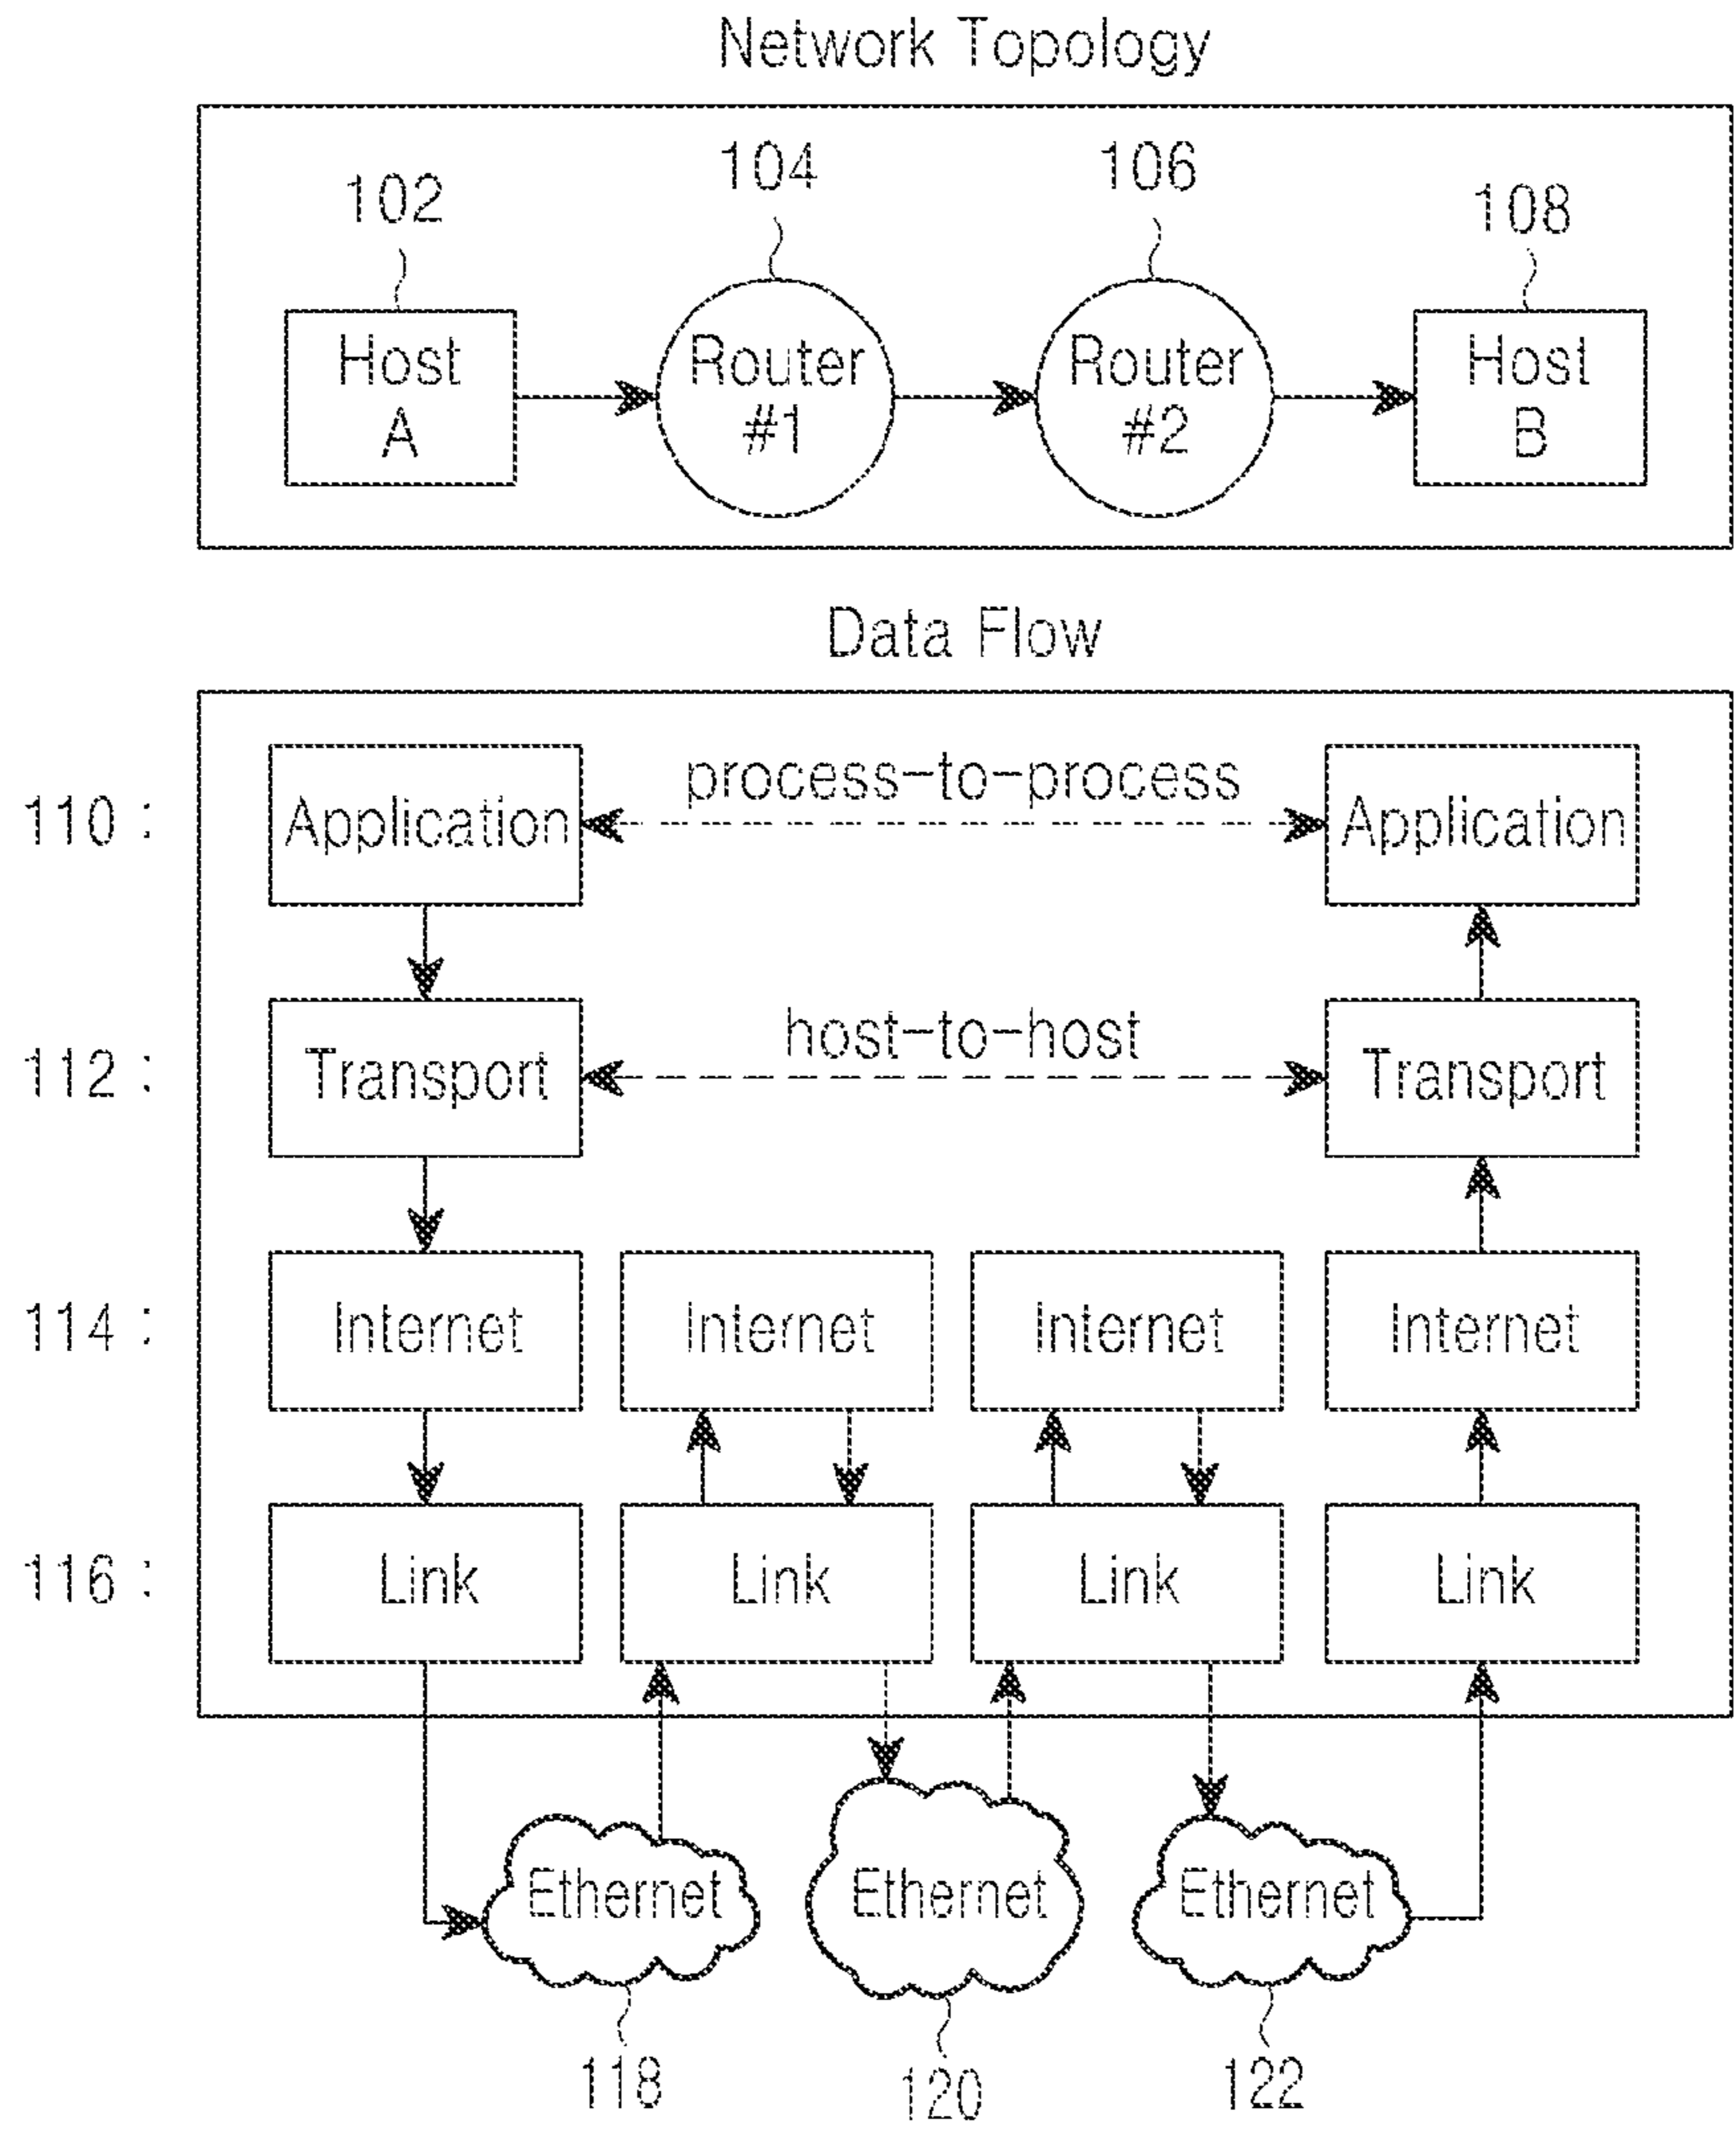 Network Topology
102
104
106
108
Host
A
Router
#1
Router
#2
Host
B
Data Flow
110 :
Application
process-to-process
Application
112 :
Transport
host-to-host
Transport
114 :
Internet
Internet
Internet
Internet
116 :
Link
Link
Link
Link
Ethernet
Ethernet
Ethernet
118
120
122